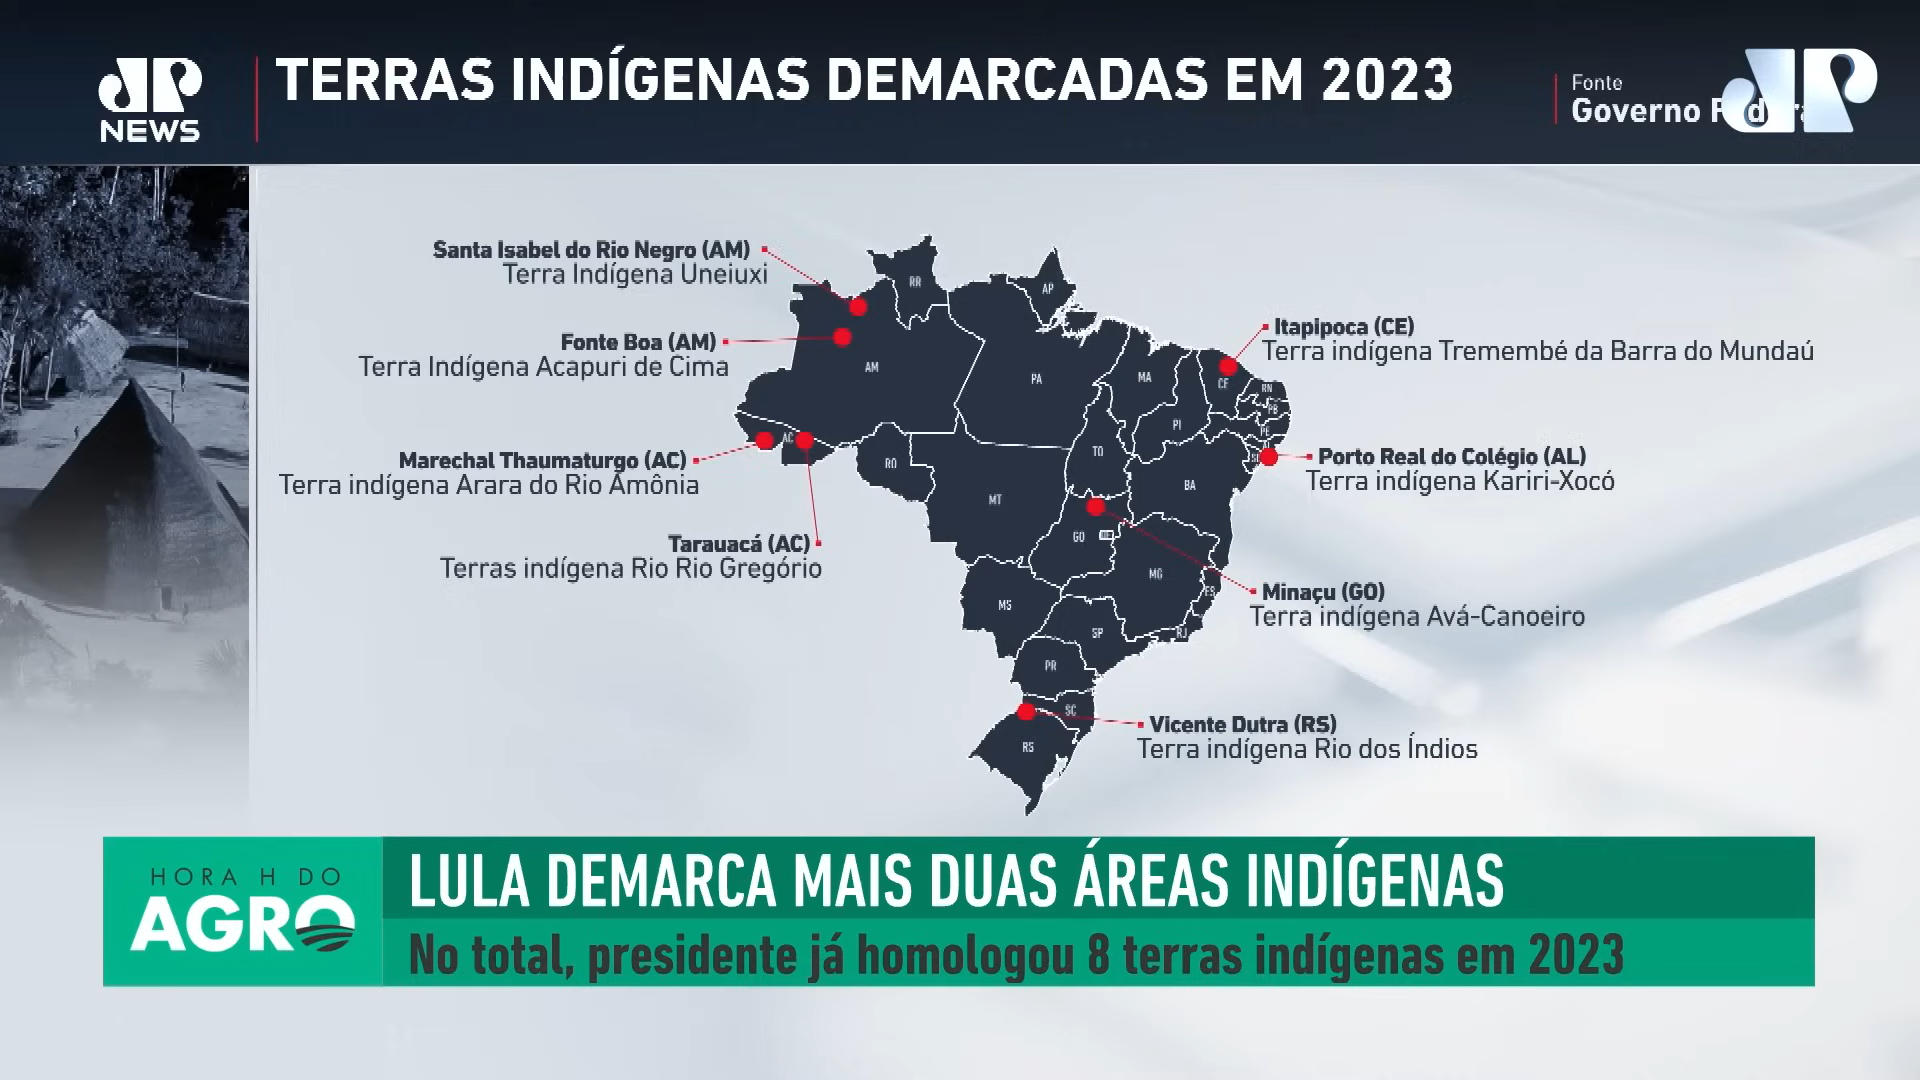 JP
NEWS
TERRAS INDÍGENAS DEMARCADAS EM 2023
Fonte
Governo
JP
Santa Isabel do Rio Negro (AM)
Terra Indígena Uneiuxi
Fonte Boa (AM)
Terra Indígena Acapuri de Cima
Marechal Thaumaturgo (AC)
Terra indígena Arara do Rio Amônia
Tarauacá (AC)
Terras indígena Rio Rio Gregório
Itapipoca (CE)
Terra indígena Tremembé da Barra do Mundaú
Porto Real do Colégio (AL)
Terra indígena Kariri-Xocó
Minaçu (GO)
Terra indígena Avá-Canoeiro
Vicente Dutra (RS)
Terra indígena Rio dos Índios
RR
AP
AM
PA
MA
CE
RN
PB
PI
PE
AC
TO
RO
BA
MT
GO
MG
ES
MS
SP
RJ
PR
SC
RS
HORA H DO
AGRO
LULA DEMARCA MAIS DUAS ÁREAS INDÍGENAS
No total, presidente já homologou 8 terras indígenas em 2023